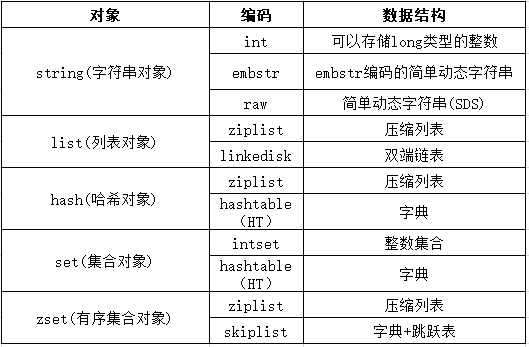 对象 编码 数据结构
string(字符串对象) int 可以存储long类型的整数
embstr embstr编码的简单动态字符串
raw 简单动态字符串(SDS)
list(列表对象) ziplist 压缩列表
linkedisk 双端链表
hash(哈希对象) ziplist 压缩列表
hashtable
(HT) 字典
set(集合对象) intset 整数集合
hashtable
(HT) 字典
zset(有序集合对象) ziplist 压缩列表
skiplist 字典+跳跃表